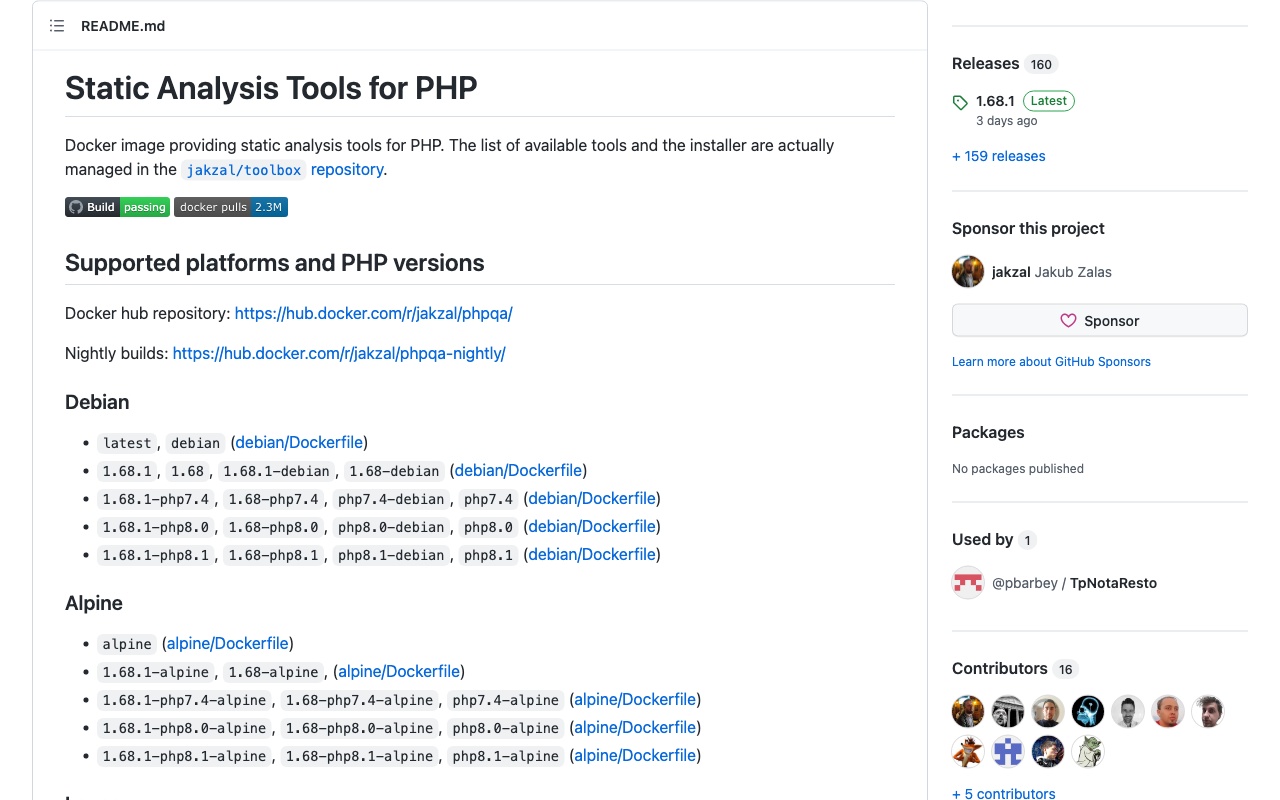 README.md
Static Analysis Tools for PHP
Docker image providing static analysis tools for PHP. The list of available tools and the installer are actually
managed in the jakzal/toolbox repository.
Build passing docker pulls 2.3M
Supported platforms and PHP versions
Docker hub repository: https://hub.docker.com/r/jakzal/phpqa/
Nightly builds: https://hub.docker.com/r/jakzal/phpqa-nightly/
Debian
• latest, debian (debian/Dockerfile)
• 1.68.1, 1.68, 1.68.1-debian, 1.68-debian (debian/Dockerfile)
• 1.68.1-php7.4, 1.68-php7.4, php7.4-debian, php7.4 (debian/Dockerfile)
• 1.68.1-php8.0, 1.68-php8.0, php8.0-debian, php8.0 (debian/Dockerfile)
• 1.68.1-php8.1, 1.68-php8.1, php8.1-debian, php8.1 (debian/Dockerfile)
Alpine
• alpine (alpine/Dockerfile)
• 1.68.1-alpine, 1.68-alpine, (alpine/Dockerfile)
• 1.68.1-php7.4-alpine, 1.68-php7.4-alpine, php7.4-alpine (alpine/Dockerfile)
• 1.68.1-php8.0-alpine, 1.68-php8.0-alpine, php8.0-alpine (alpine/Dockerfile)
• 1.68.1-php8.1-alpine, 1.68-php8.1-alpine, php8.1-alpine (alpine/Dockerfile)
Releases 160
1.68.1 Latest
3 days ago
+ 159 releases
Sponsor this project
jakzal Jakub Zalas
Sponsor
Learn more about GitHub Sponsors
Packages
No packages published
Used by 1
@pbarbey / TpNotaResto
Contributors 16
+ 5 contributors